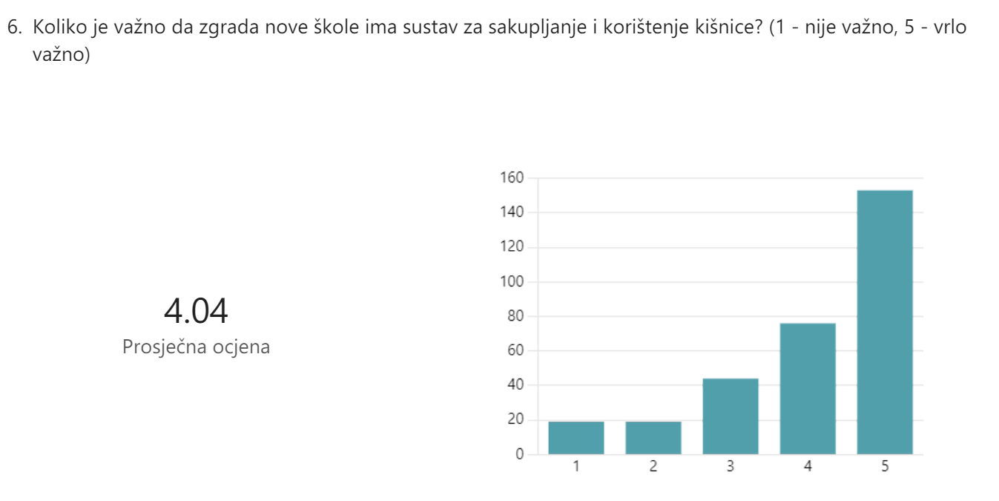 6. Koliko je važno da zgrada nove škole ima sustav za sakupljanje i korištenje kišnice? (1 - nije važno, 5 - vrlo
važno)
4.04
Prosječna ocjena
160
140
120
100
80
60
40
20
0
1 2 3 4 5